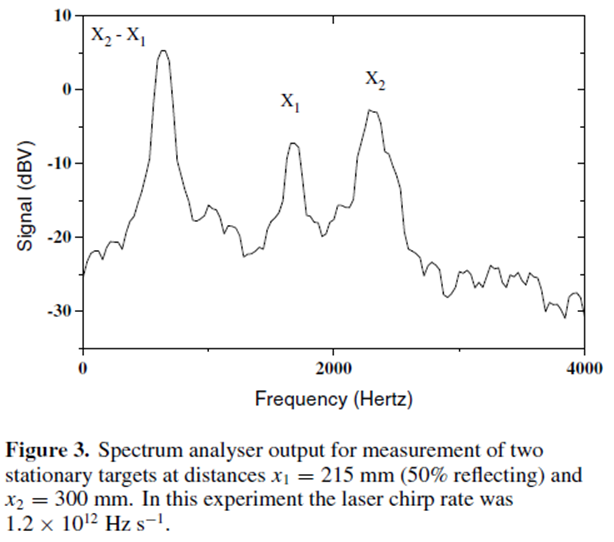 10
X₂ - X₁
0
X₂
X₁
-10
Signal (dBV)
-20
-30
0
2000
4000
Frequency (Hertz)
Figure 3. Spectrum analyser output for measurement of two
stationary targets at distances x₁ = 215 mm (50% reflecting) and
x₂ = 300 mm. In this experiment the laser chirp rate was
1.2 × 10¹² Hz s⁻¹.